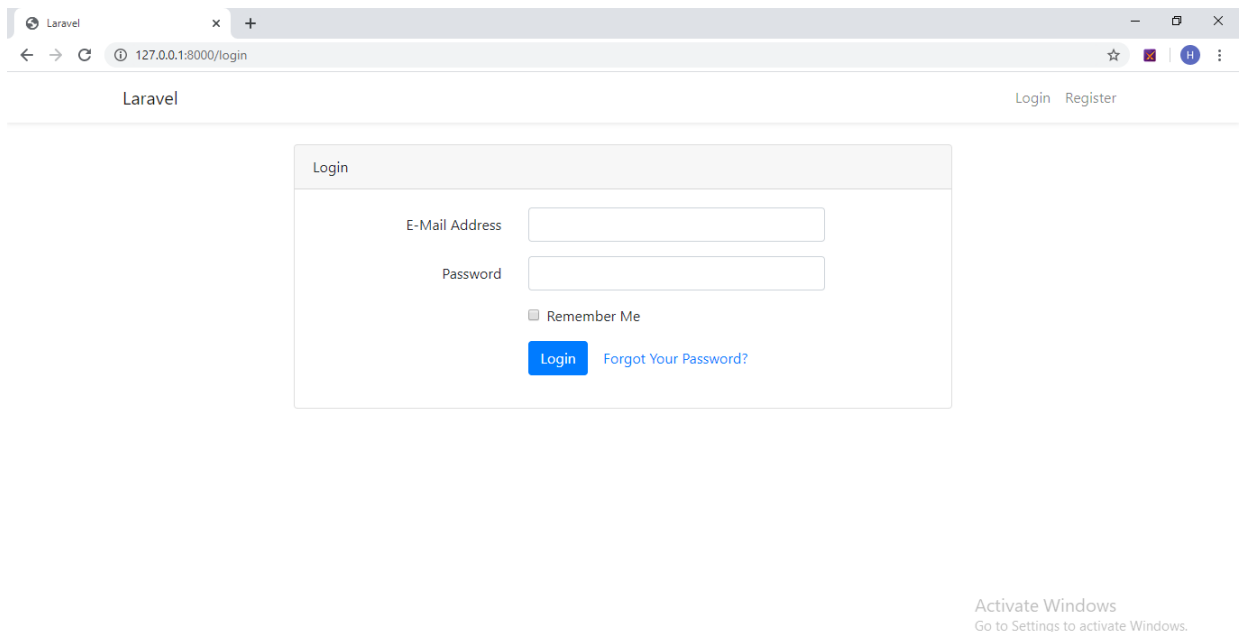 Laravel
127.0.0.1:8000/login
H
Laravel
Login Register
Login
E-Mail Address
Password
Remember Me
Login Forgot Your Password?
Activate Windows
Go to Settings to activate Windows.